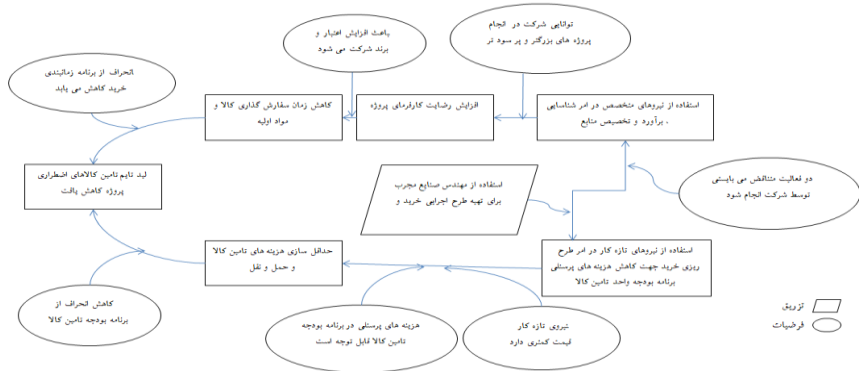 توانایی شرکت در انجام
پروژه های بزرگتر و پر سود تر
باعث افزایش اعتبار و
برند شرکت می شود
انحراف از برنامه زمانبندی
خرید کاهش می یابد
استفاده از نیروهای متخصص در امر شناسایی
، برآورد و تخصیص منابع
افزایش رضایت کارفرمای پروژه
کاهش زمان سفارش گذاری کالا و
مواد اولیه
لید تایم تامین کالاهای اضطراری
پروژه کاهش یافت
استفاده از مهندس صنایع مجرب
برای تهیه طرح اجرایی خرید و
دو فعالیت متناقض می بایستی
توسط شرکت انجام شود
استفاده از نیروهای تازه کار در امر طرح
ریزی خرید جهت کاهش هزینه های پرسنلی
برنامه بودجه واحد تامین کالا
حداقل سازی هزینه های تامین کالا
و حمل و نقل
کاهش انحراف از
برنامه بودجه تامین کالا
هزینه های پرسنلی در برنامه بودجه
تامین کالا قابل توجه است
نیروی تازه کار
قیمت کمتری دارد
تزریق
فرضیات